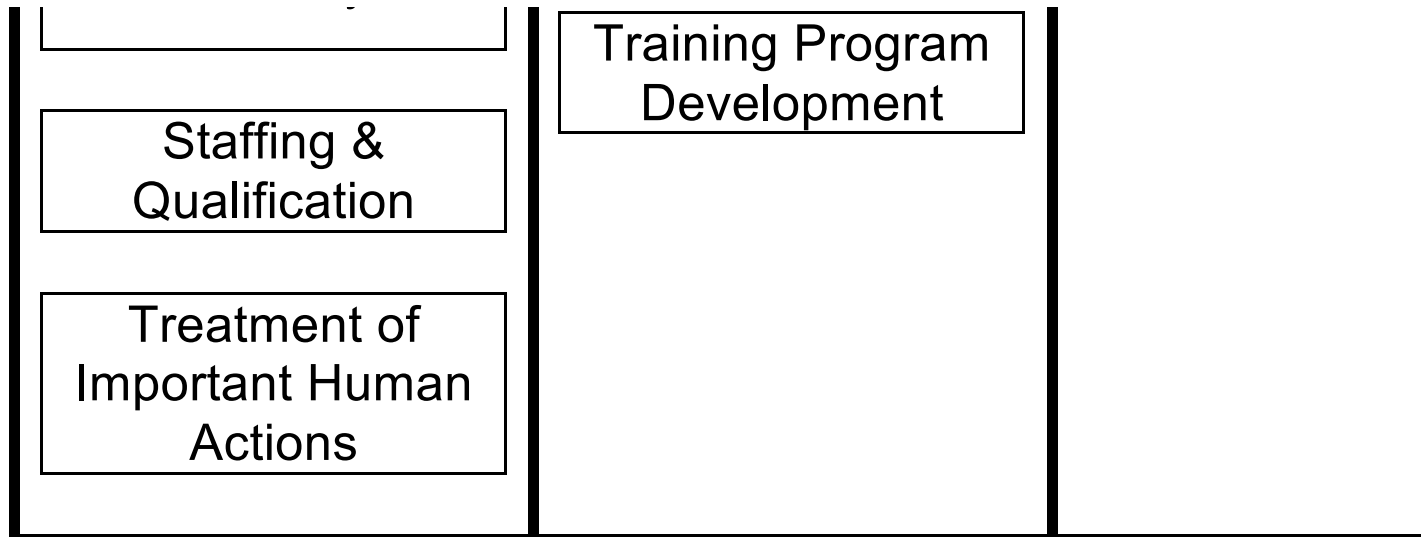 Staffing &
Qualification
Treatment of
Important Human
Actions
Training Program
Development